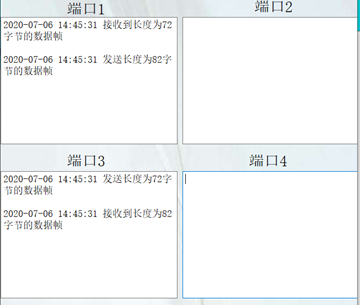 端口1
端口2
2020-07-06 14:45:31 接收到长度为72
字节的数据帧
2020-07-06 14:45:31 发送长度为82字
节的数据帧
端口3
端口4
2020-07-06 14:45:31 发送长度为72字
节的数据帧
2020-07-06 14:45:31 接收到长度为82
字节的数据帧